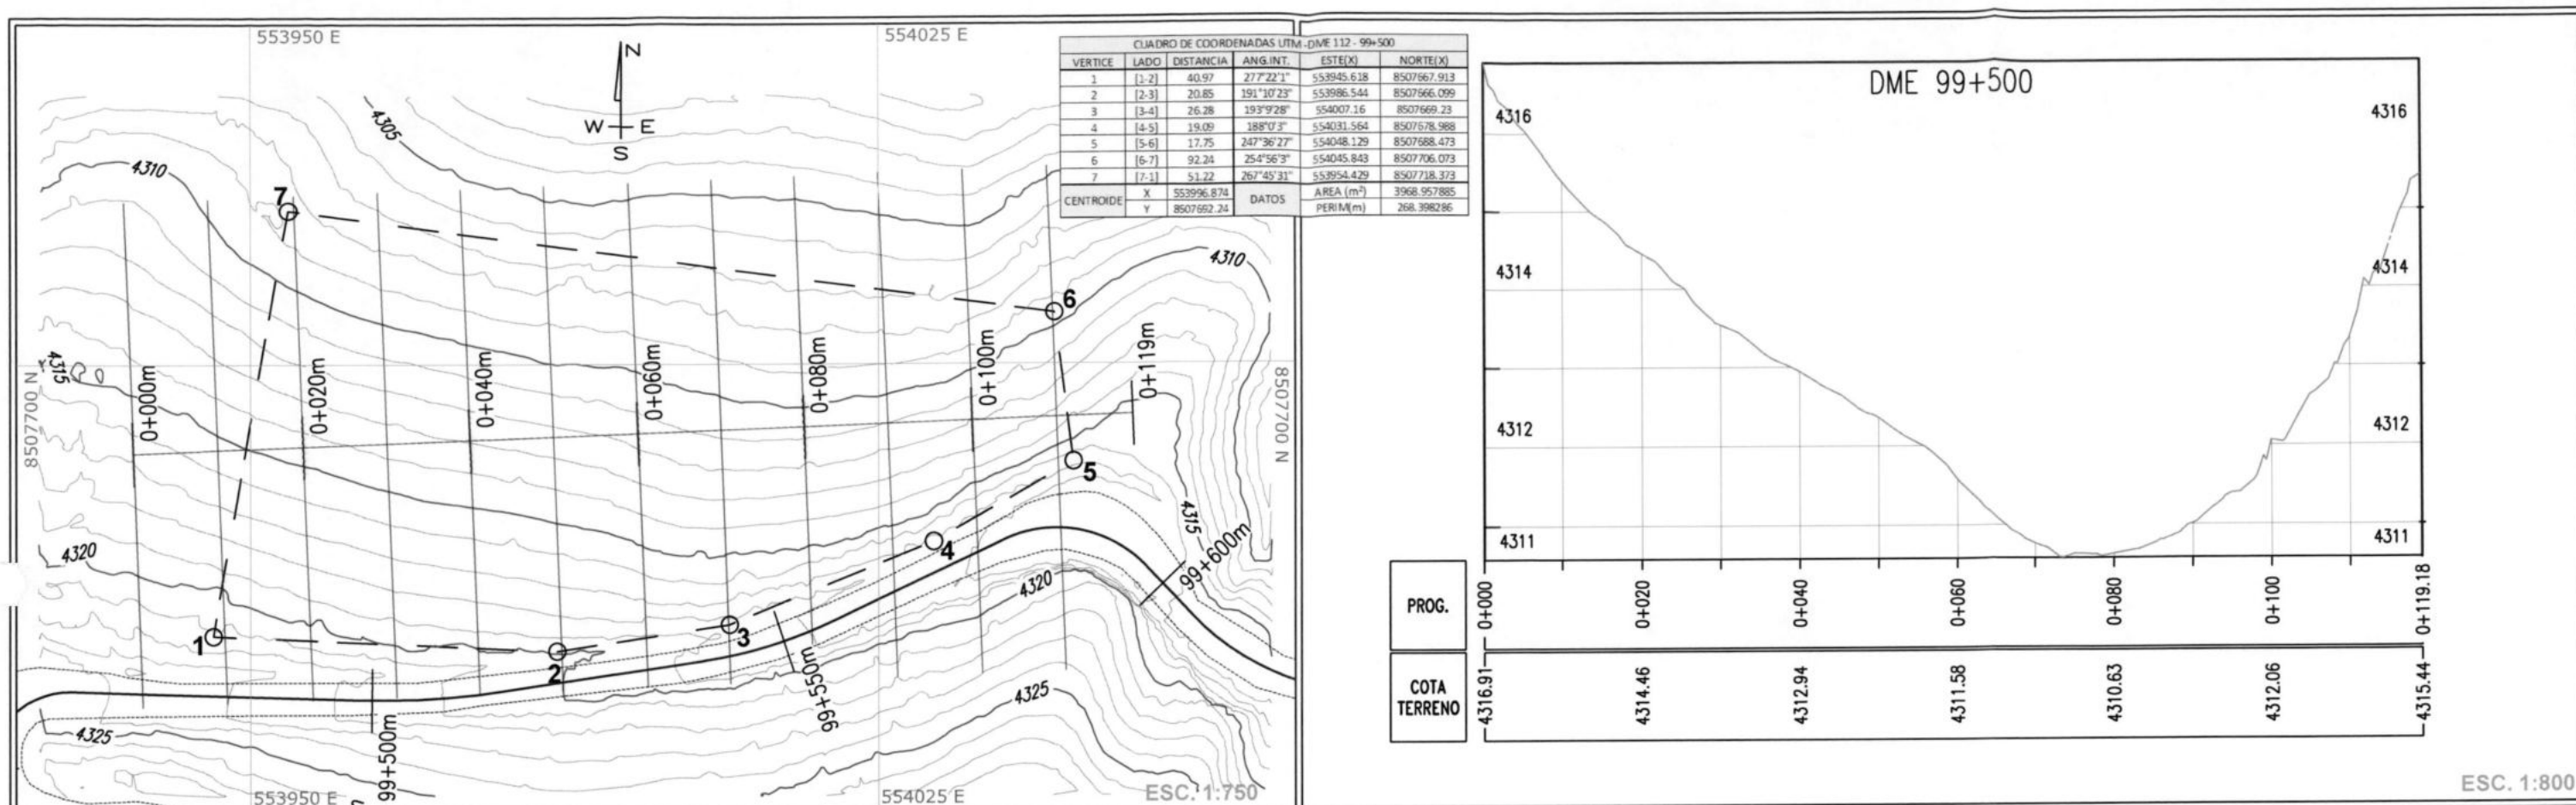 553950 E
554025 E
N
W E
S
CUADRO DE COORDENADAS UTM -DME 112 - 99+500
VERTICE LADO DISTANCIA ANG.INT. ESTE(X) NORTE(X)
1 [1-2] 40.97 277°22'1" 553945.618 8507667.913
2 [2-3] 20.85 191°10'23" 553986.544 8507666.099
3 [3-4] 26.28 193°9'28" 554007.16 8507669.23
4 [4-5] 19.09 188°0'3" 554031.564 8507678.988
5 [5-6] 17.75 247°36'27" 554048.129 8507688.473
6 [6-7] 92.24 254°56'3" 554045.843 8507706.073
7 [7-1] 51.22 267°45'31" 553954.429 8507718.373
CENTROIDE X 553996.874 DATOS AREA (m²) 3968.957885
Y 8507692.24 PERIM(m) 268.398286
4305
4310
7
4310
6
4315
0+000m
0+020m
0+040m
0+060m
0+080m
0+100m
0+119m
8507700 N
8507700 N
5
4315
4320
4
99+600m
4320
1
2
3
99+550m
4325
4325
99+500m
553950 E
554025 E
ESC. 1:750
DME 99+500
4316
4316
4314
4314
4312
4312
4311
4311
PROG.
0+000
0+020
0+040
0+060
0+080
0+100
0+119.18
COTA
TERRENO
4316.91
4314.46
4312.94
4311.58
4310.63
4312.06
4315.44
ESC. 1:800